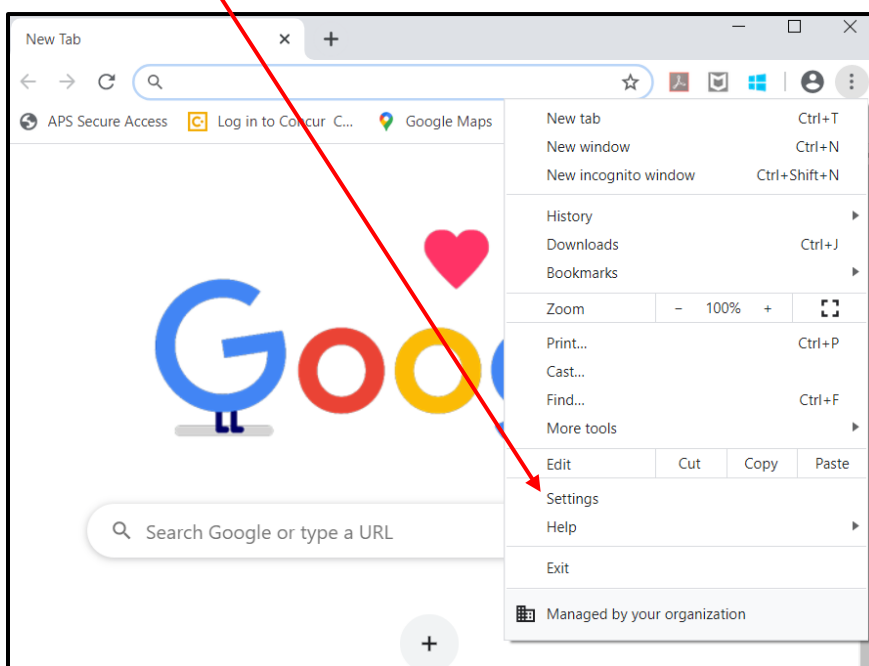 New Tab
APS Secure Access Log in to Concur C... Google Maps
New tab Ctrl+T
New window Ctrl+N
New incognito window Ctrl+Shift+N
History
Downloads Ctrl+J
Bookmarks
Zoom − 100% +
Print... Ctrl+P
Cast...
Find... Ctrl+F
More tools
Edit Cut Copy Paste
Settings
Help
Exit
Managed by your organization
Goog
Search Google or type a URL